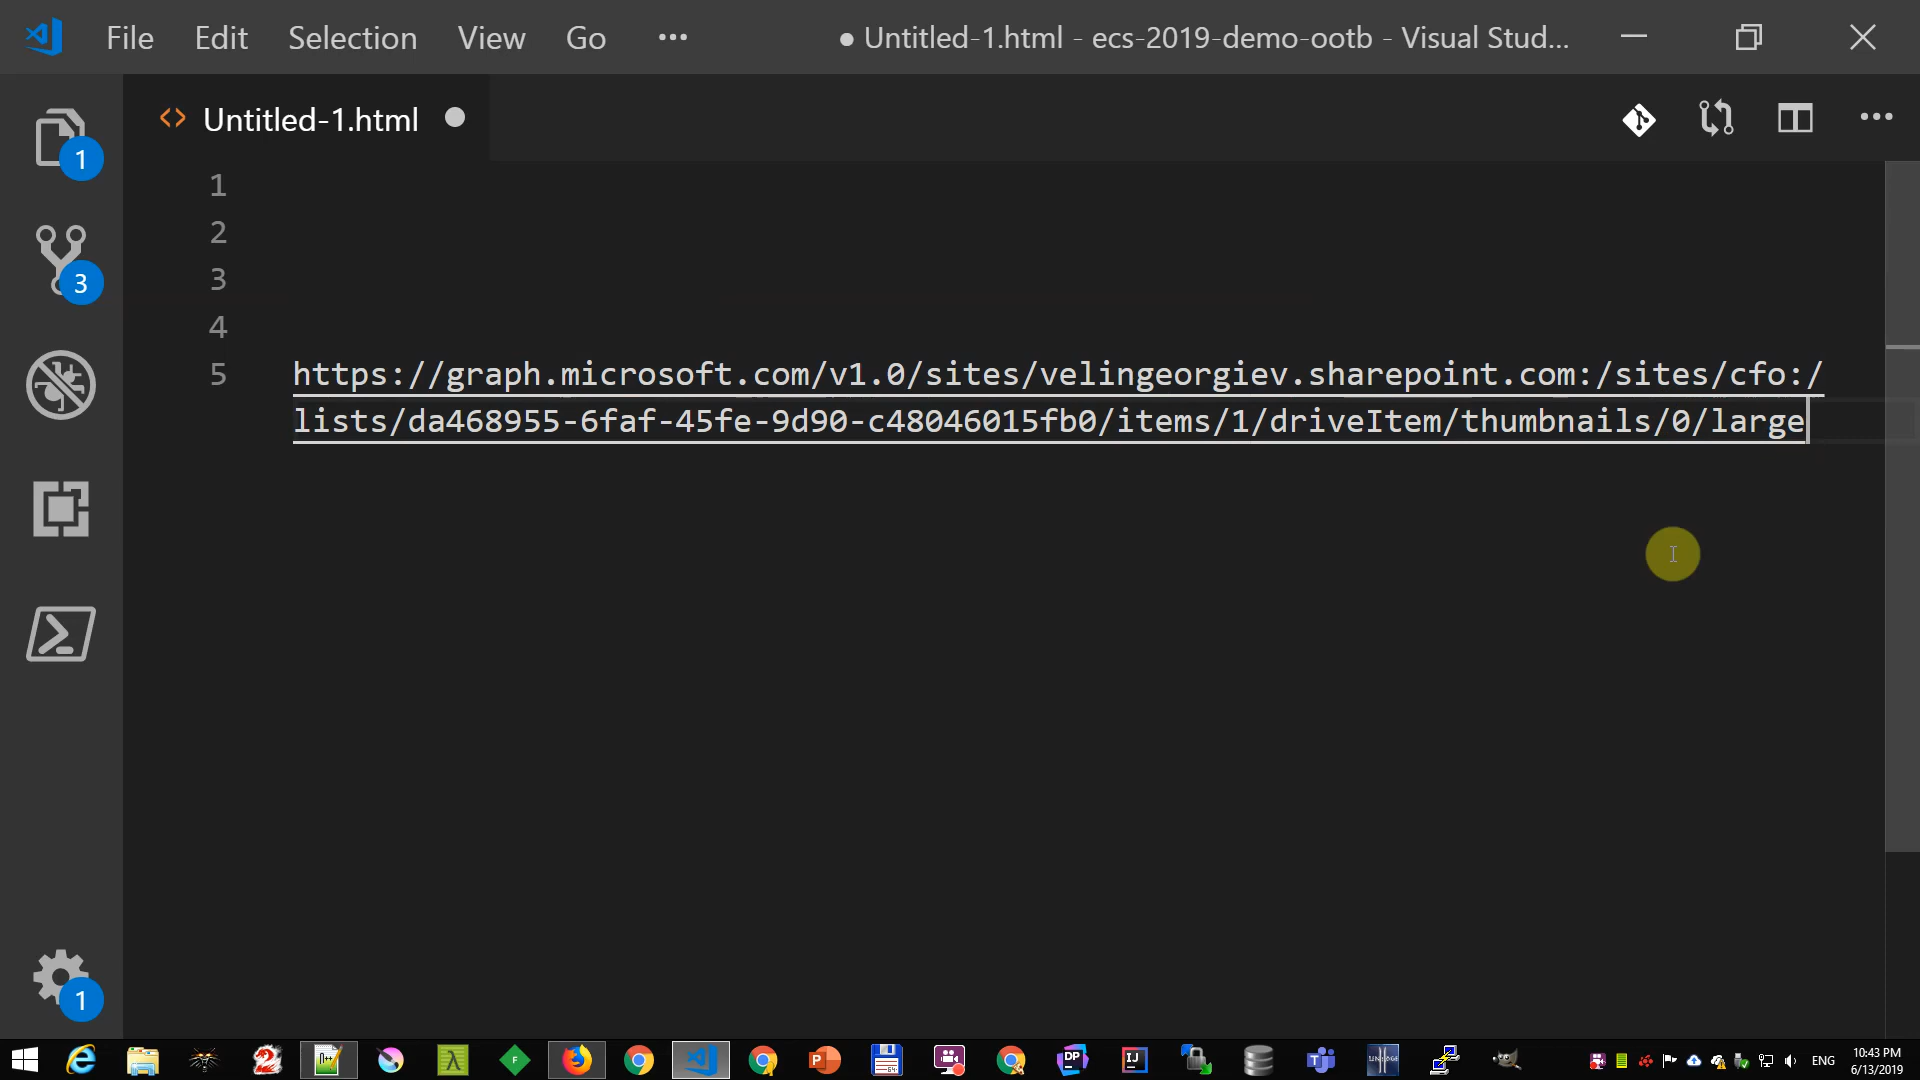 File Edit Selection View Go ••• ● Untitled-1.html - ecs-2019-demo-ootb - Visual Stud...
<> Untitled-1.html
1
1
2
3
3
4
5 https://graph.microsoft.com/v1.0/sites/velingeorgiev.sharepoint.com:/sites/cfo:/
lists/da468955-6faf-45fe-9d90-c48046015fb0/items/1/driveItem/thumbnails/0/large
1
ENG
10:43 PM
6/13/2019